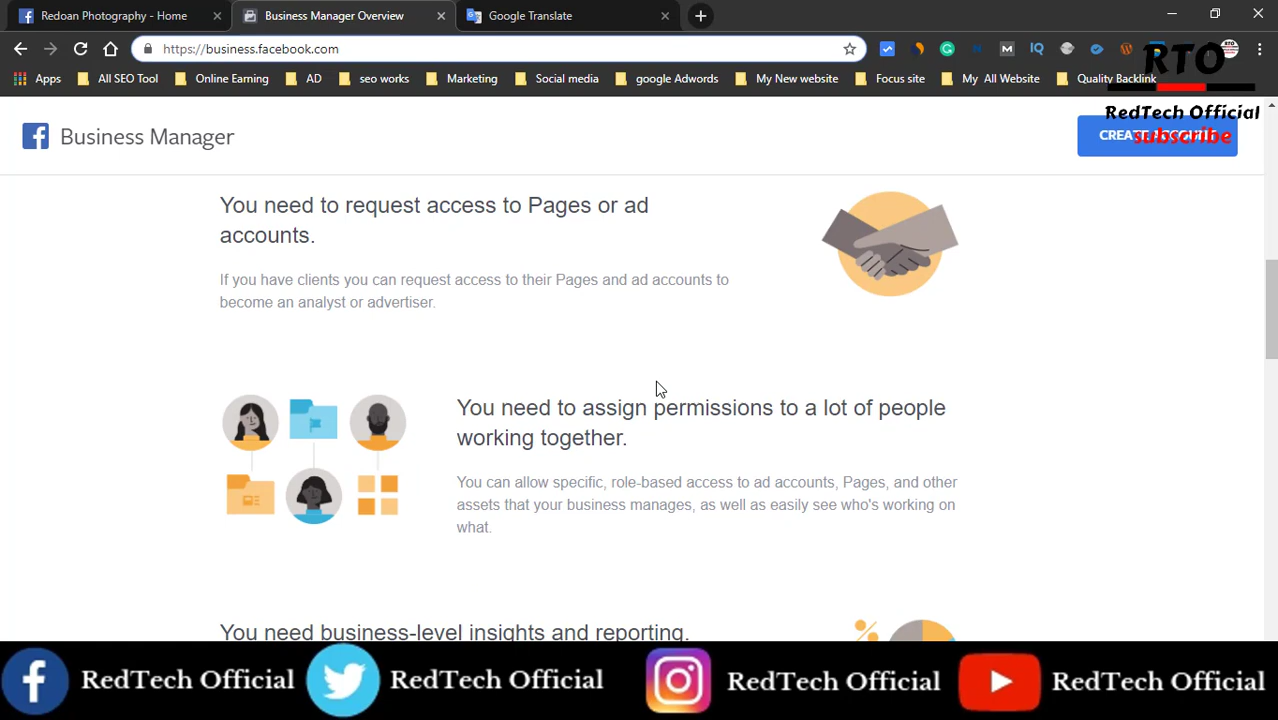 Redoan Photography - Home
Business Manager Overview
Google Translate
https://business.facebook.com
Apps
All SEO Tool
Online Earning
AD
seo works
Marketing
Social media
google Adwords
My New website
Focus site
My All Website
Quality Backlink
RTO
RedTech Official
subscribe
Business Manager
You need to request access to Pages or ad
accounts.
If you have clients you can request access to their Pages and ad accounts to
become an analyst or advertiser.
You need to assign permissions to a lot of people
working together.
You can allow specific, role-based access to ad accounts, Pages, and other
assets that your business manages, as well as easily see who's working on
what.
You need business-level insights and reporting.
RedTech Official
RedTech Official
RedTech Official
RedTech Official